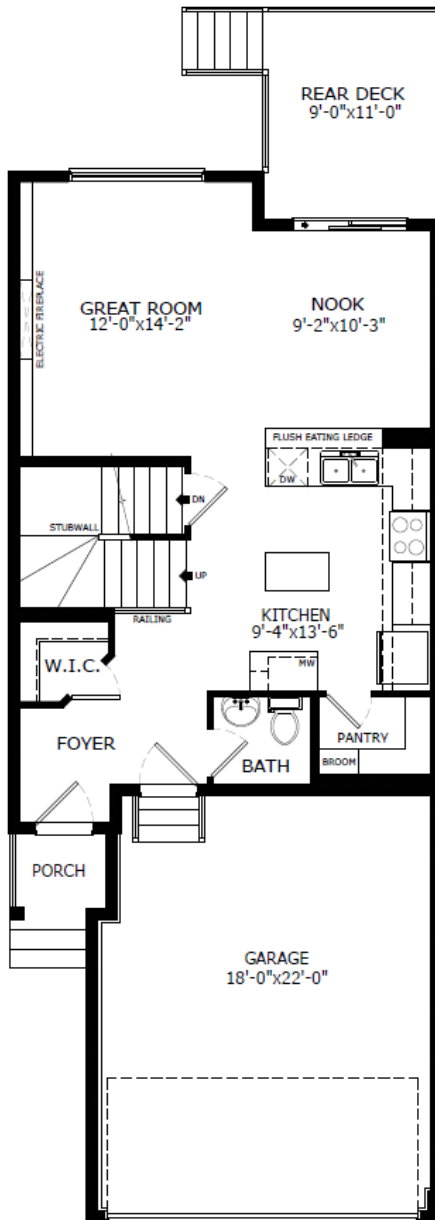 REAR DECK
9'-0"x11'-0"
ELECTRIC FIREPLACE
GREAT ROOM
12'-0"x14'-2"
NOOK
9'-2"x10'-3"
FLUSH EATING LEDGE
DW
DN
STUBWALL
UP
RAILING
KITCHEN
9'-4"x13'-6"
MW
W.I.C.
FOYER
BATH
PANTRY
BROOM
PORCH
GARAGE
18'-0"x22'-0"